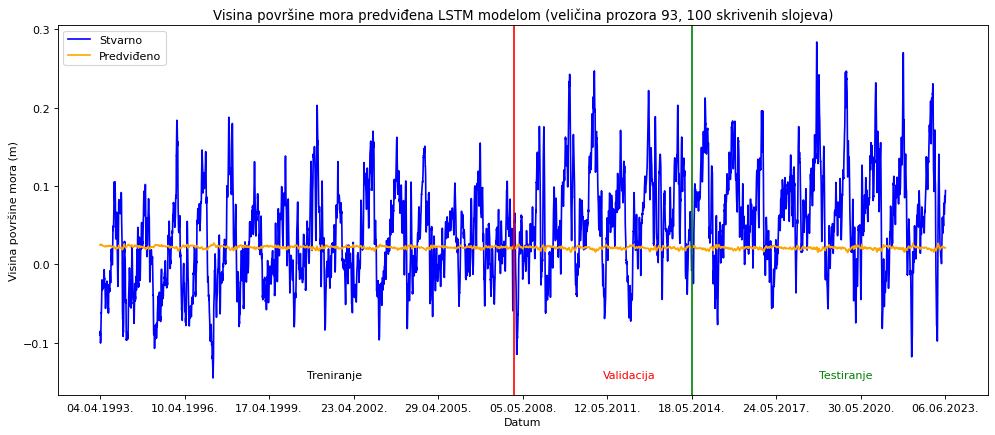 Visina površine mora predviđena LSTM modelom (veličina prozora 93, 100 skrivenih slojeva)
Stvarno
Predviđeno
Visina površine mora (m)
0.3
0.2
0.1
0.0
−0.1
Treniranje
Validacija
Testiranje
04.04.1993.
10.04.1996.
17.04.1999.
23.04.2002.
29.04.2005.
05.05.2008.
12.05.2011.
18.05.2014.
24.05.2017.
30.05.2020.
06.06.2023.
Datum